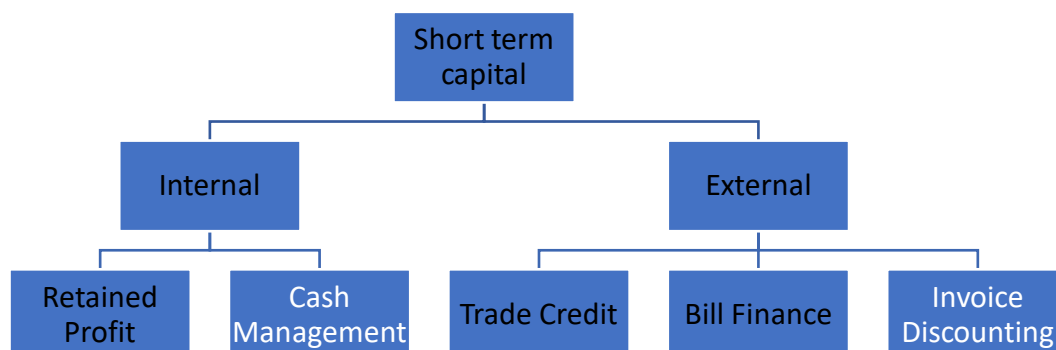 Short term
capital
Internal
External
Retained
Profit
Cash
Management
Trade Credit
Bill Finance
Invoice
Discounting